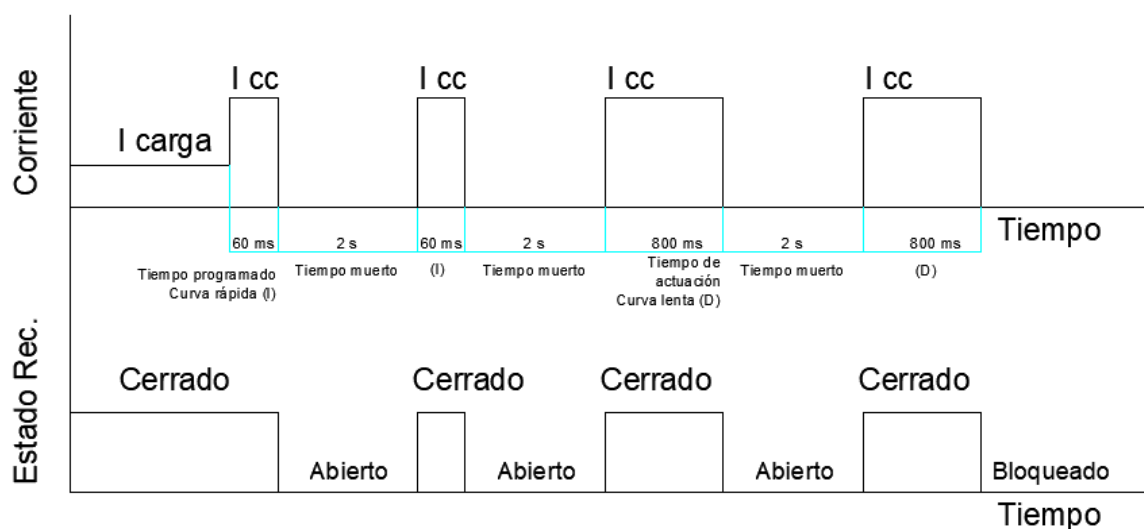 Corriente
I cc
I cc
I cc
I cc
I carga
Tiempo
60 ms
2 s
60 ms
2 s
800 ms
2 s
800 ms
Tiempo programado
Curva rápida (I)
Tiempo muerto
(I)
Tiempo muerto
Tiempo de
actuación
Curva lenta (D)
Tiempo muerto
(D)
Estado Rec.
Cerrado
Cerrado
Cerrado
Cerrado
Abierto
Abierto
Abierto
Bloqueado
Tiempo